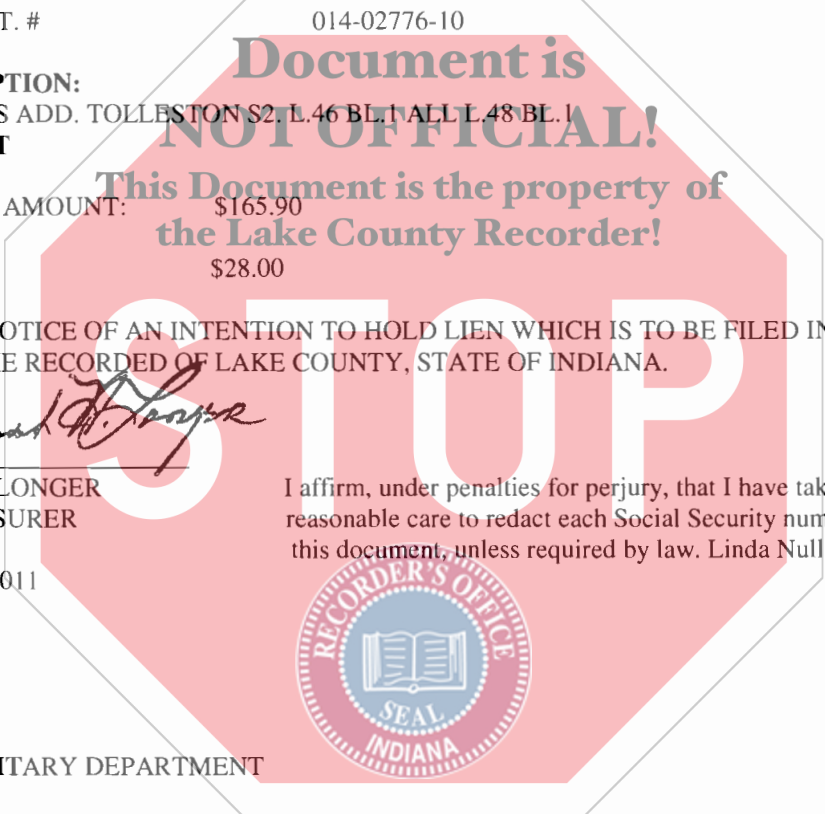 T. # 014-02776-10
Document is
PTION:
S ADD. TOLLESTON S2. L.46 BL.1 ALL L.48 BL.1
NOT OFFICIAL!
T
This Document is the property of
AMOUNT: $165.90
the Lake County Recorder!
$28.00
OTICE OF AN INTENTION TO HOLD LIEN WHICH IS TO BE FILED IN
E RECORDED OF LAKE COUNTY, STATE OF INDIANA.
STOP
LONGER I affirm, under penalties for perjury, that I have tak
SURER reasonable care to redact each Social Security num
this document, unless required by law. Linda Null
011
RECORDER'S OFFICE
SEAL
INDIANA
ITARY DEPARTMENT